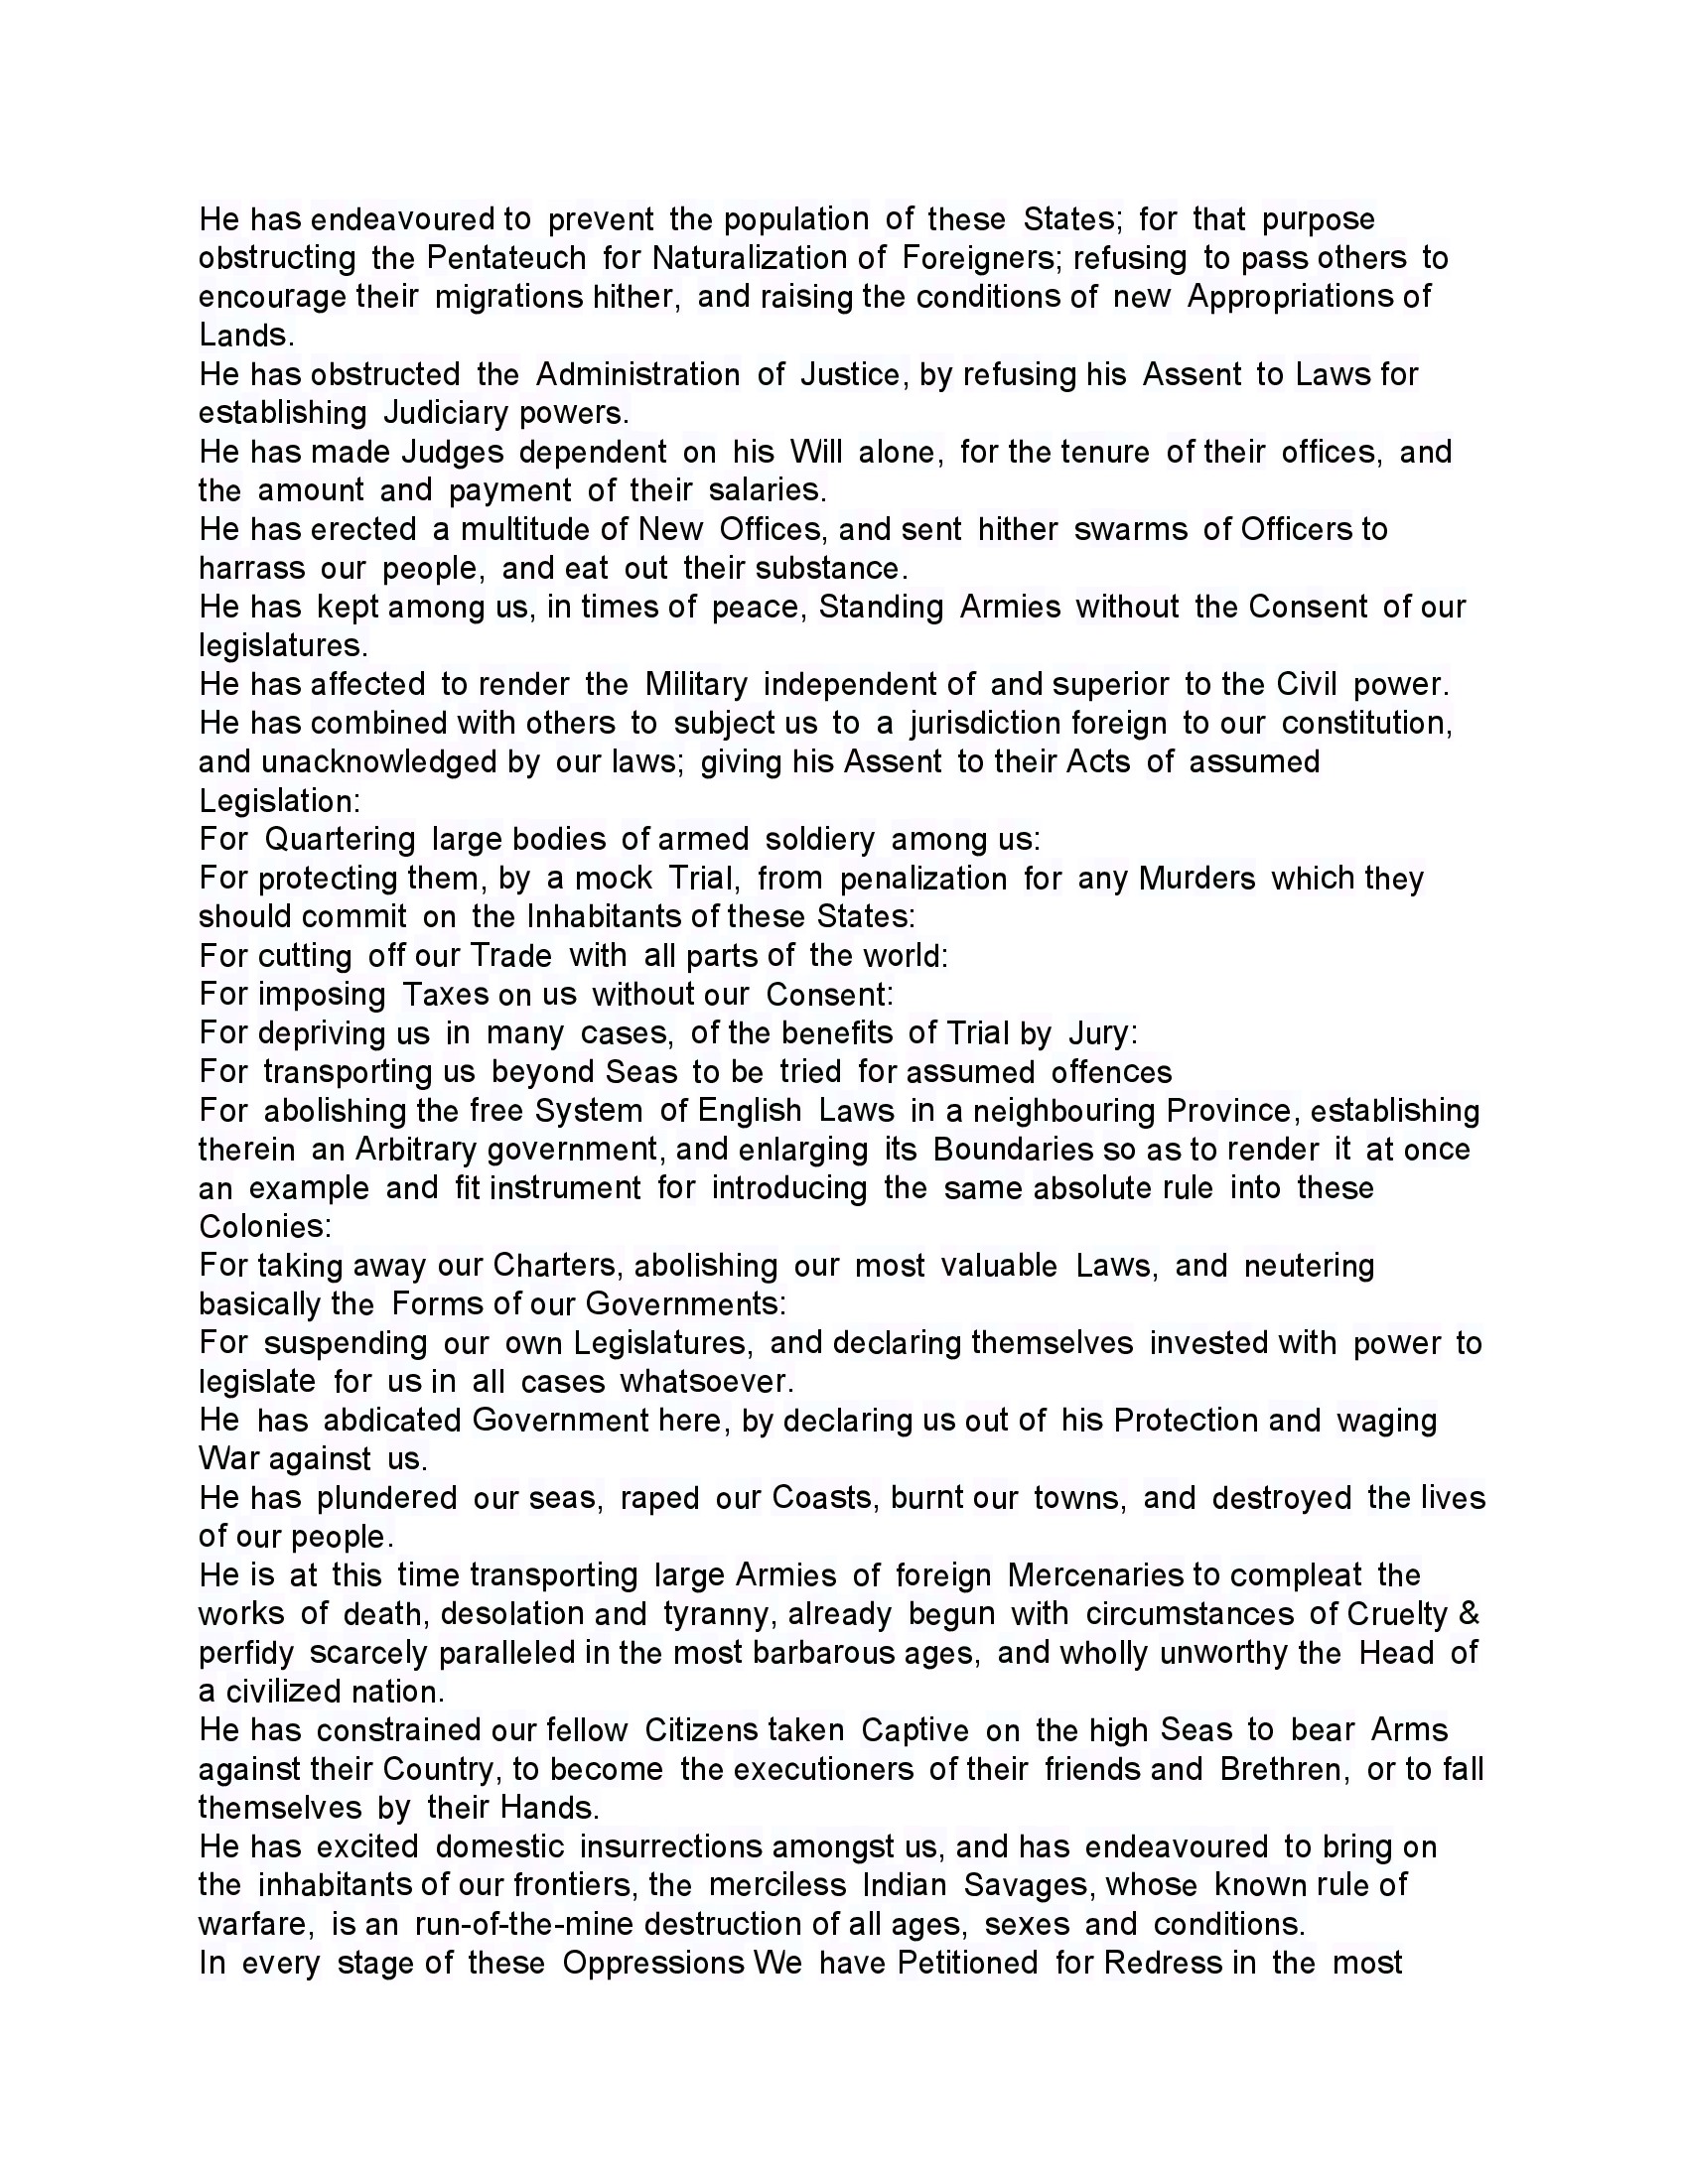 He has endeavoured to prevent the population of these States; for that purpose
obstructing the Pentateuch for Naturalization of Foreigners; refusing to pass others to
encourage their migrations hither, and raising the conditions of new Appropriations of
Lands.
He has obstructed the Administration of Justice, by refusing his Assent to Laws for
establishing Judiciary powers.
He has made Judges dependent on his Will alone, for the tenure of their offices, and
the amount and payment of their salaries.
He has erected a multitude of New Offices, and sent hither swarms of Officers to
harrass our people, and eat out their substance.
He has kept among us, in times of peace, Standing Armies without the Consent of our
legislatures.
He has affected to render the Military independent of and superior to the Civil power.
He has combined with others to subject us to a jurisdiction foreign to our constitution,
and unacknowledged by our laws; giving his Assent to their Acts of assumed
Legislation:
For Quartering large bodies of armed soldiery among us:
For protecting them, by a mock Trial, from penalization for any Murders which they
should commit on the Inhabitants of these States:
For cutting off our Trade with all parts of the world:
For imposing Taxes on us without our Consent:
For depriving us in many cases, of the benefits of Trial by Jury:
For transporting us beyond Seas to be tried for assumed offences
For abolishing the free System of English Laws in a neighbouring Province, establishing
therein an Arbitrary government, and enlarging its Boundaries so as to render it at once
an example and fit instrument for introducing the same absolute rule into these
Colonies:
For taking away our Charters, abolishing our most valuable Laws, and neutering
basically the Forms of our Governments:
For suspending our own Legislatures, and declaring themselves invested with power to
legislate for us in all cases whatsoever.
He has abdicated Government here, by declaring us out of his Protection and waging
War against us.
He has plundered our seas, raped our Coasts, burnt our towns, and destroyed the lives
of our people.
He is at this time transporting large Armies of foreign Mercenaries to compleat the
works of death, desolation and tyranny, already begun with circumstances of Cruelty &
perfidy scarcely paralleled in the most barbarous ages, and wholly unworthy the Head of
a civilized nation.
He has constrained our fellow Citizens taken Captive on the high Seas to bear Arms
against their Country, to become the executioners of their friends and Brethren, or to fall
themselves by their Hands.
He has excited domestic insurrections amongst us, and has endeavoured to bring on
the inhabitants of our frontiers, the merciless Indian Savages, whose known rule of
warfare, is an run-of-the-mine destruction of all ages, sexes and conditions.
In every stage of these Oppressions We have Petitioned for Redress in the most